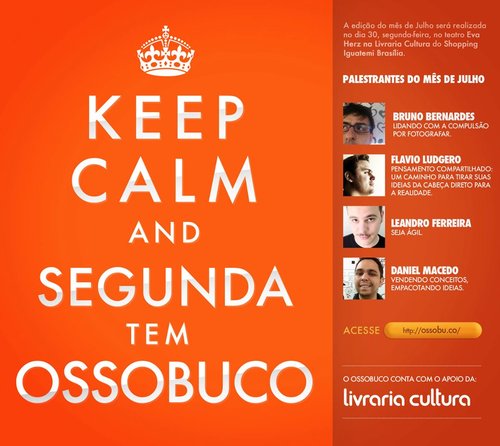 KEEP
CALM
AND
SEGUNDA
TEM
OSSOBUCO
A edição do mês de Julho será realizada
no dia 30, segunda-feira, no teatro Eva
Herz na Livraria Cultura do Shopping
Iguatemi Brasília.
PALESTRANTES DO MÊS DE JULHO
BRUNO BERNARDES
LIDANDO COM A COMPULSÃO
POR FOTOGRAFAR.
FLAVIO LUDGERO
PENSAMENTO COMPARTILHADO:
UM CAMINHO PARA TIRAR SUAS
IDEIAS DA CABEÇA DIRETO PARA
A REALIDADE.
LEANDRO FERREIRA
SEJA ÁGIL.
DANIEL MACEDO
VENDENDO CONCEITOS,
EMPACOTANDO IDEIAS.
ACESSE http://ossobu.co/
O OSSOBUCO CONTA COM O APOIO DA:
livraria cultura